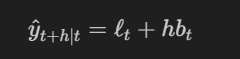 ŷ_{t+h|t} = ℓ_t + hb_t